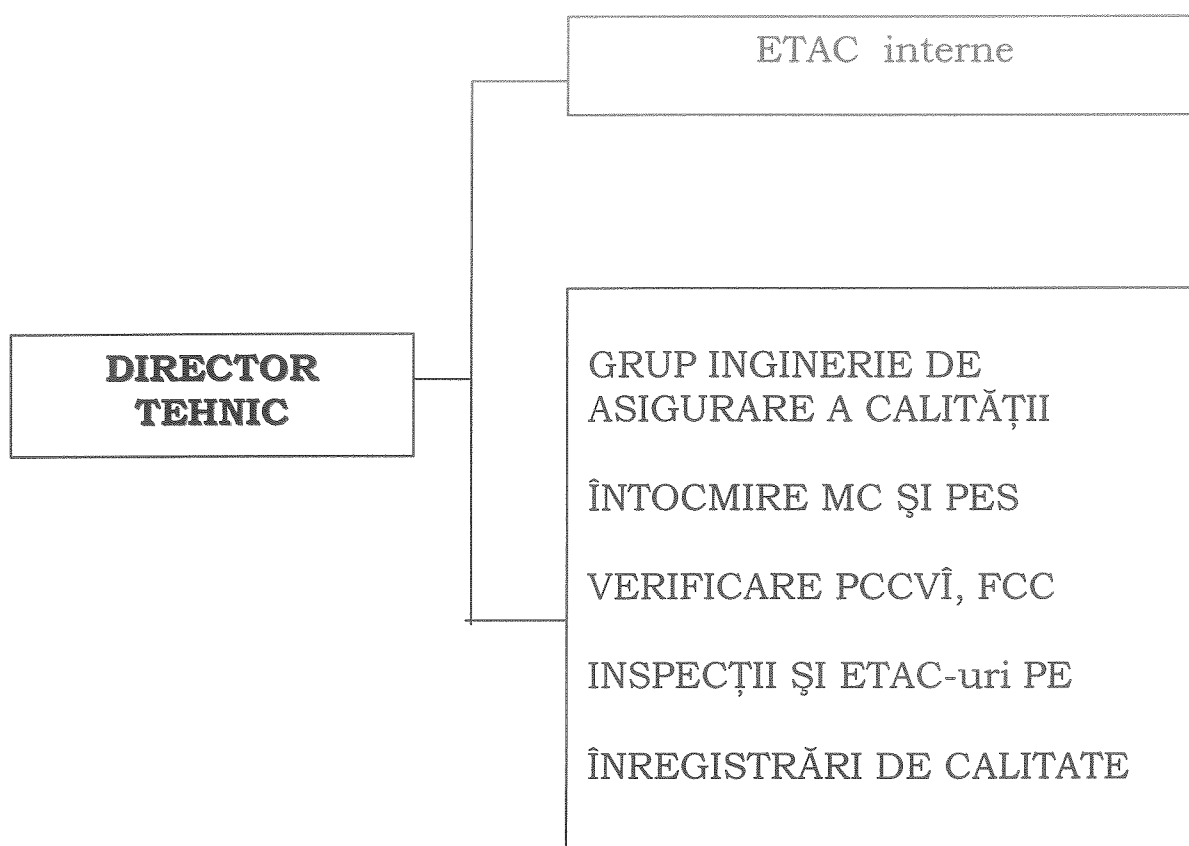 ETAC interne
DIRECTOR
TEHNIC
GRUP INGINERIE DE
ASIGURARE A CALITĂȚII
ÎNTOCMIRE MC ŞI PES
VERIFICARE PCCVÎ, FCC
INSPECȚII ŞI ETAC-uri PE
ÎNREGISTRĂRI DE CALITATE